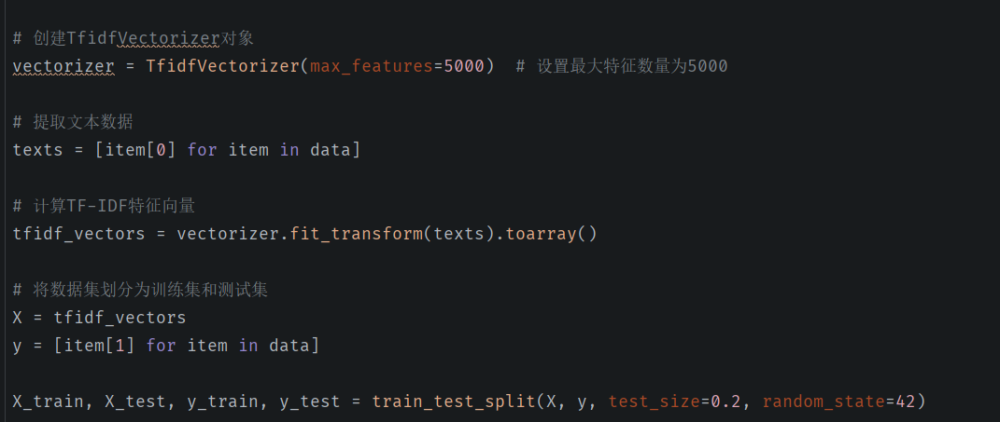 # 创建TfidfVectorizer对象
vectorizer = TfidfVectorizer(max_features=5000)  # 设置最大特征数量为5000
# 提取文本数据
texts = [item[0] for item in data]
# 计算TF-IDF特征向量
tfidf_vectors = vectorizer.fit_transform(texts).toarray()
# 将数据集划分为训练集和测试集
X = tfidf_vectors
y = [item[1] for item in data]
X_train, X_test, y_train, y_test = train_test_split(X, y, test_size=0.2, random_state=42)